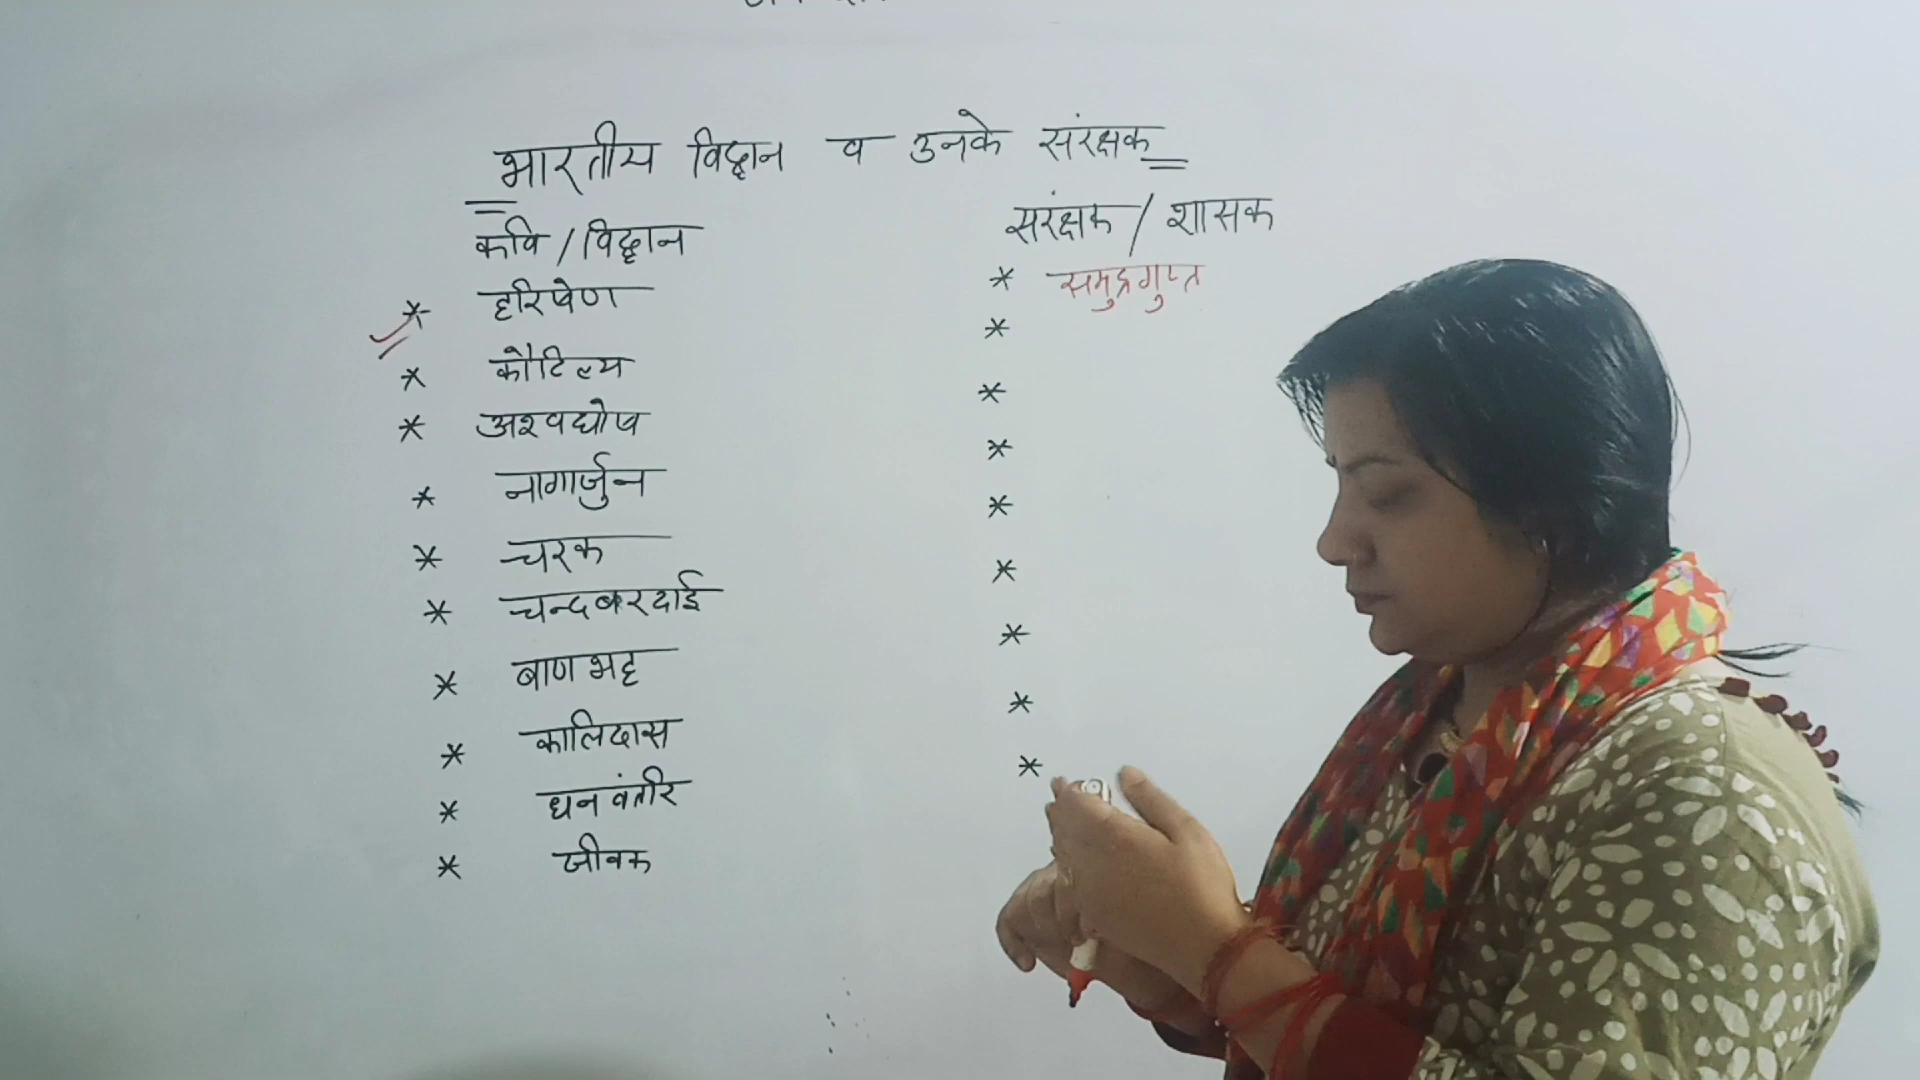 भारतीय विद्वान व उनके संरक्षक
कवि / विद्वान
सरंक्षक / शासक
* हरिषेण
* समुद्रगुप्त
* कौटिल्य
*
* अश्वघोष
*
* नागार्जुन
*
* चरक
*
* चन्दबरदाई
*
* बाणभट्ट
*
* कालिदास
*
* धनवंतरि
*
* जीवक